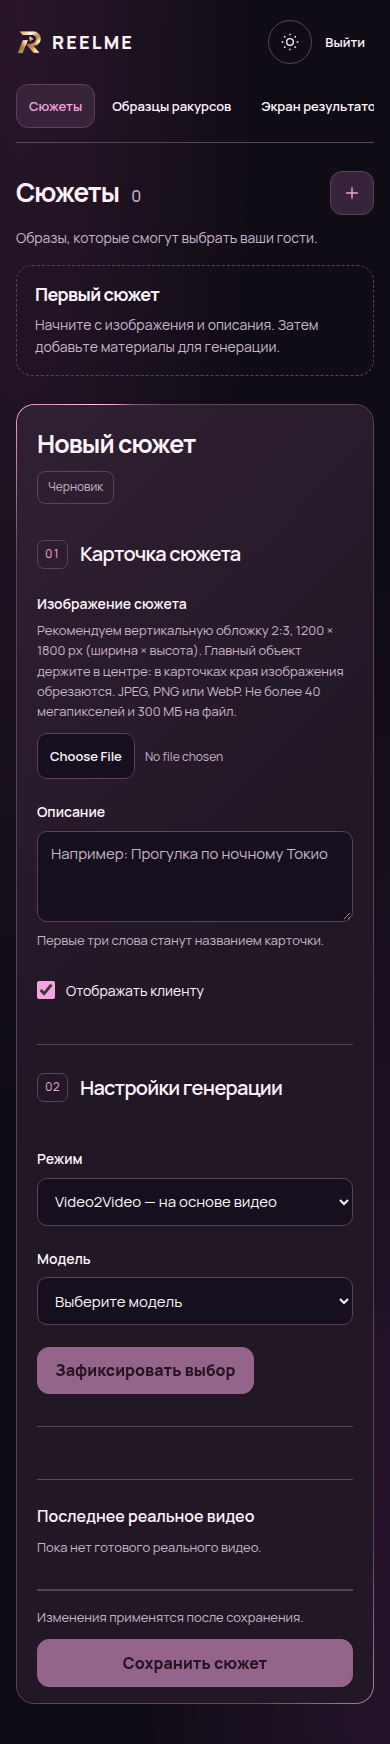 REELME
Выйти
Сюжеты
Образцы ракурсов
Экран результато
Сюжеты 0
+
Образы, которые смогут выбрать ваши гости.
Первый сюжет
Начните с изображения и описания. Затем
добавьте материалы для генерации.
Новый сюжет
Черновик
01 Карточка сюжета
Изображение сюжета
Рекомендуем вертикальную обложку 2:3, 1200 ×
1800 px (ширина × высота). Главный объект
держите в центре: в карточках края изображения
обрезаются. JPEG, PNG или WebP. Не более 40
мегапикселей и 300 МБ на файл.
Choose File No file chosen
Описание
Например: Прогулка по ночному Токио
Первые три слова станут названием карточки.
Отображать клиенту
02 Настройки генерации
Режим
Video2Video — на основе видео
Модель
Выберите модель
Зафиксировать выбор
Последнее реальное видео
Пока нет готового реального видео.
Изменения применятся после сохранения.
Сохранить сюжет